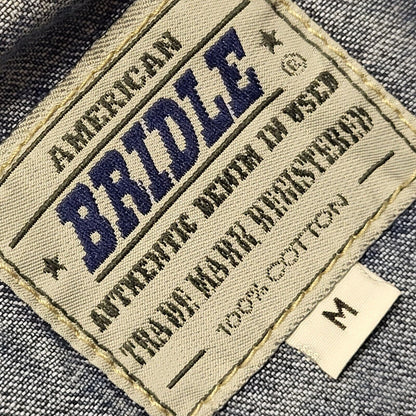 AMERICAN
BRIDLE®
AUTHENTIC DENIM IN USED
TRADE MARK REGISTERED
100% COTTON
M